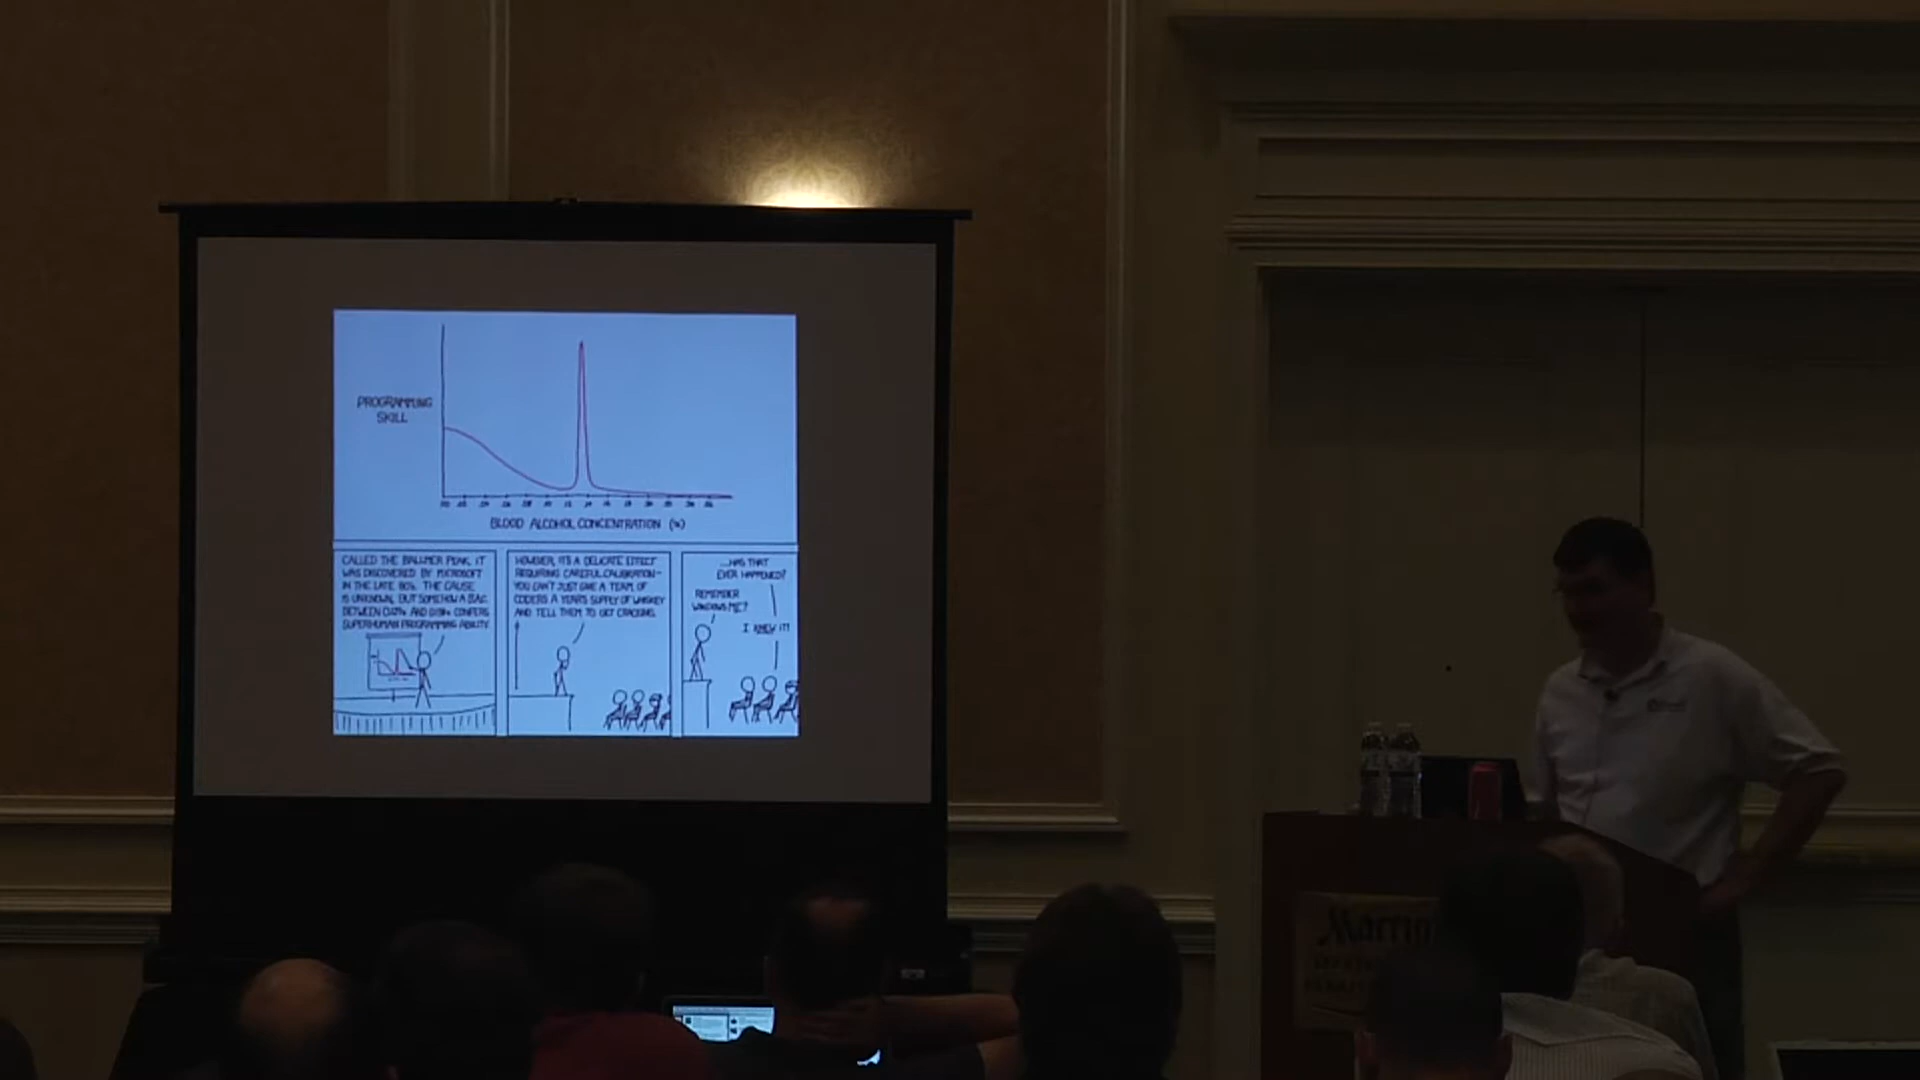 PROGRAMMING
SKILL
BLOOD ALCOHOL CONCENTRATION (%)
CALLED THE BALLMER PEAK, IT
WAS DISCOVERED BY MICROSOFT
IN THE LATE 80s. THE CAUSE
IS UNKNOWN, BUT SOMEHOW A B.A.C.
BETWEEN 0.129% AND 0.138% CONFERS
SUPERHUMAN PROGRAMMING ABILITY.
HOWEVER, IT'S A DELICATE EFFECT
REQUIRING CAREFUL CALIBRATION—
YOU CAN'T JUST GIVE A TEAM OF
CODERS A YEAR'S SUPPLY OF WHISKEY
AND TELL THEM TO GET CRACKING.
...HAS THAT
EVER HAPPENED?
REMEMBER
WINDOWS ME?
I KNEW IT!